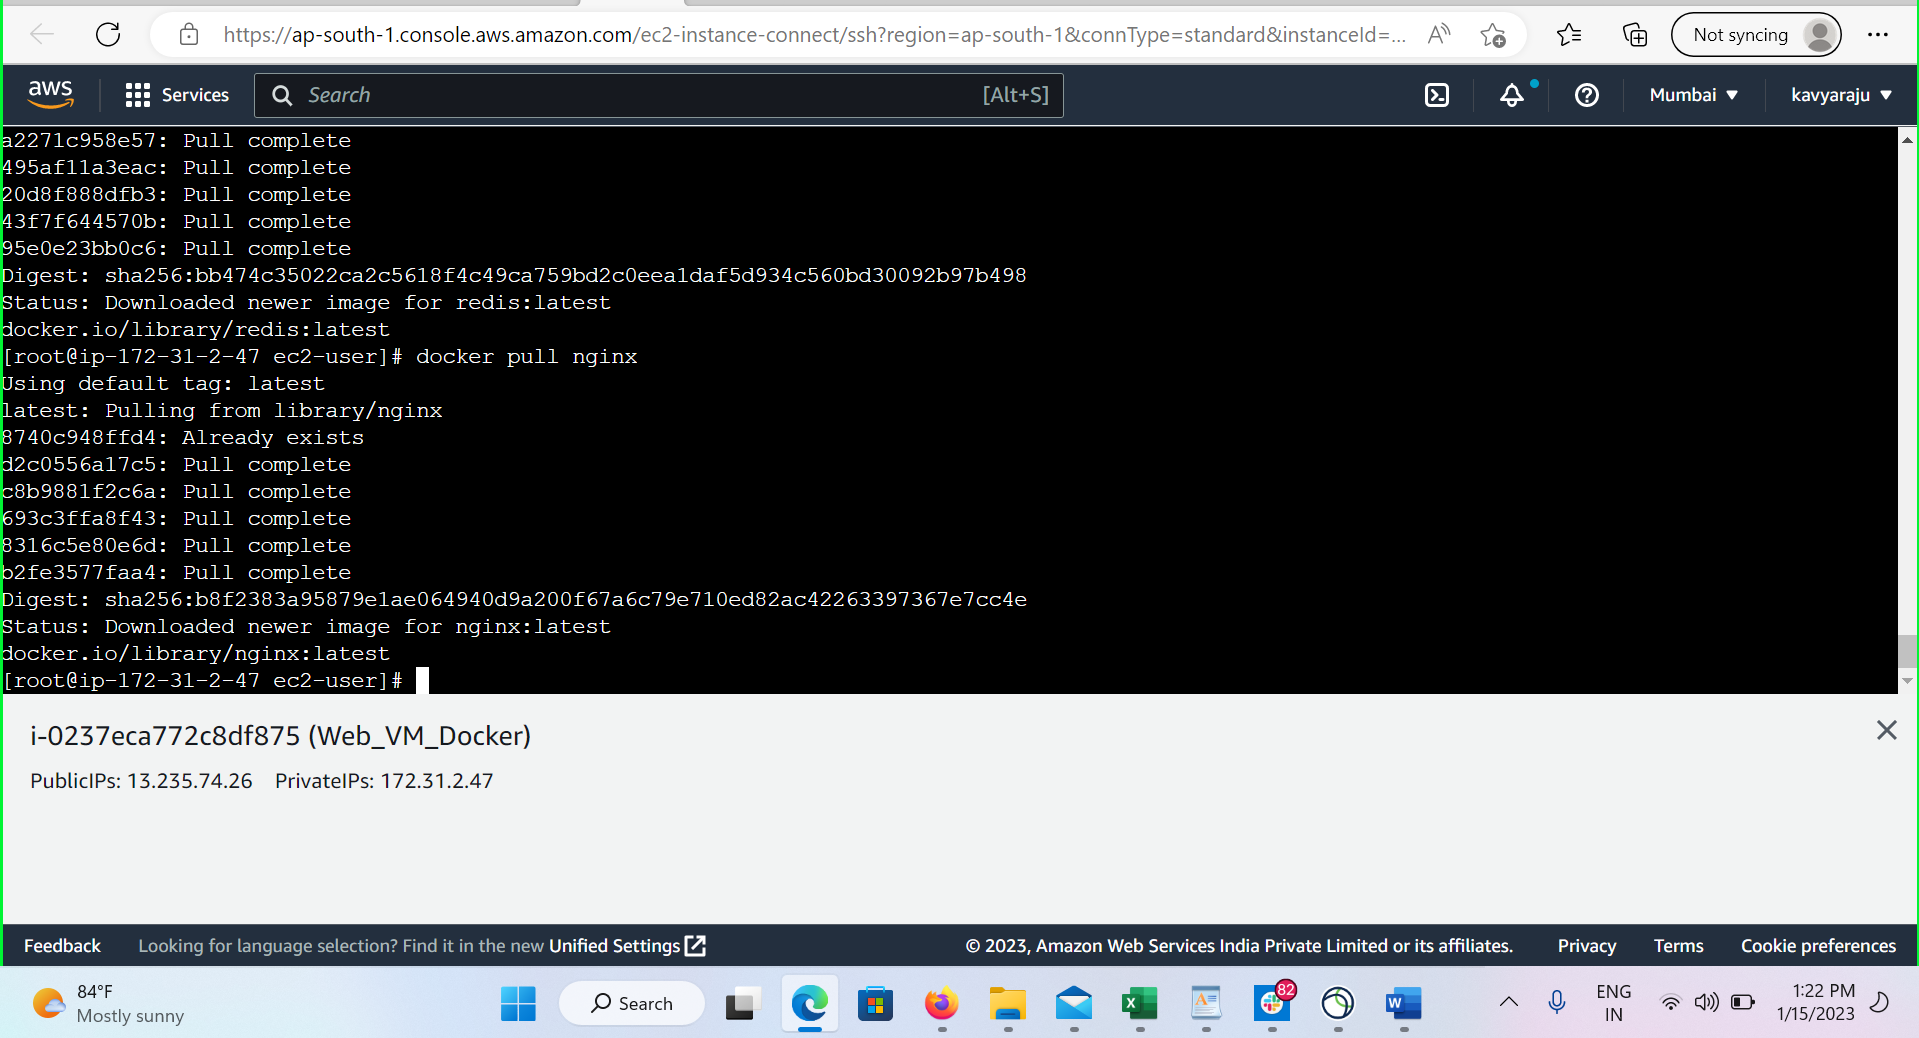 https://ap-south-1.console.aws.amazon.com/ec2-instance-connect/ssh?region=ap-south-1&connType=standard&instanceId=...
Not syncing
aws
Services
Search
[Alt+S]
Mumbai
kavyaraju
a2271c958e57: Pull complete
495af11a3eac: Pull complete
20d8f888dfb3: Pull complete
43f7f644570b: Pull complete
95e0e23bb0c6: Pull complete
Digest: sha256:bb474c35022ca2c5618f4c49ca759bd2c0eea1daf5d934c560bd30092b97b498
Status: Downloaded newer image for redis:latest
docker.io/library/redis:latest
[root@ip-172-31-2-47 ec2-user]# docker pull nginx
Using default tag: latest
latest: Pulling from library/nginx
8740c948ffd4: Already exists
d2c0556a17c5: Pull complete
c8b9881f2c6a: Pull complete
693c3ffa8f43: Pull complete
8316c5e80e6d: Pull complete
b2fe3577faa4: Pull complete
Digest: sha256:b8f2383a95879e1ae064940d9a200f67a6c79e710ed82ac42263397367e7cc4e
Status: Downloaded newer image for nginx:latest
docker.io/library/nginx:latest
[root@ip-172-31-2-47 ec2-user]#
i-0237eca772c8df875 (Web_VM_Docker)
PublicIPs: 13.235.74.26 PrivateIPs: 172.31.2.47
Feedback
Looking for language selection? Find it in the new Unified Settings
© 2023, Amazon Web Services India Private Limited or its affiliates.
Privacy
Terms
Cookie preferences
84°F
Mostly sunny
Search
82
ENG
IN
1:22 PM
1/15/2023